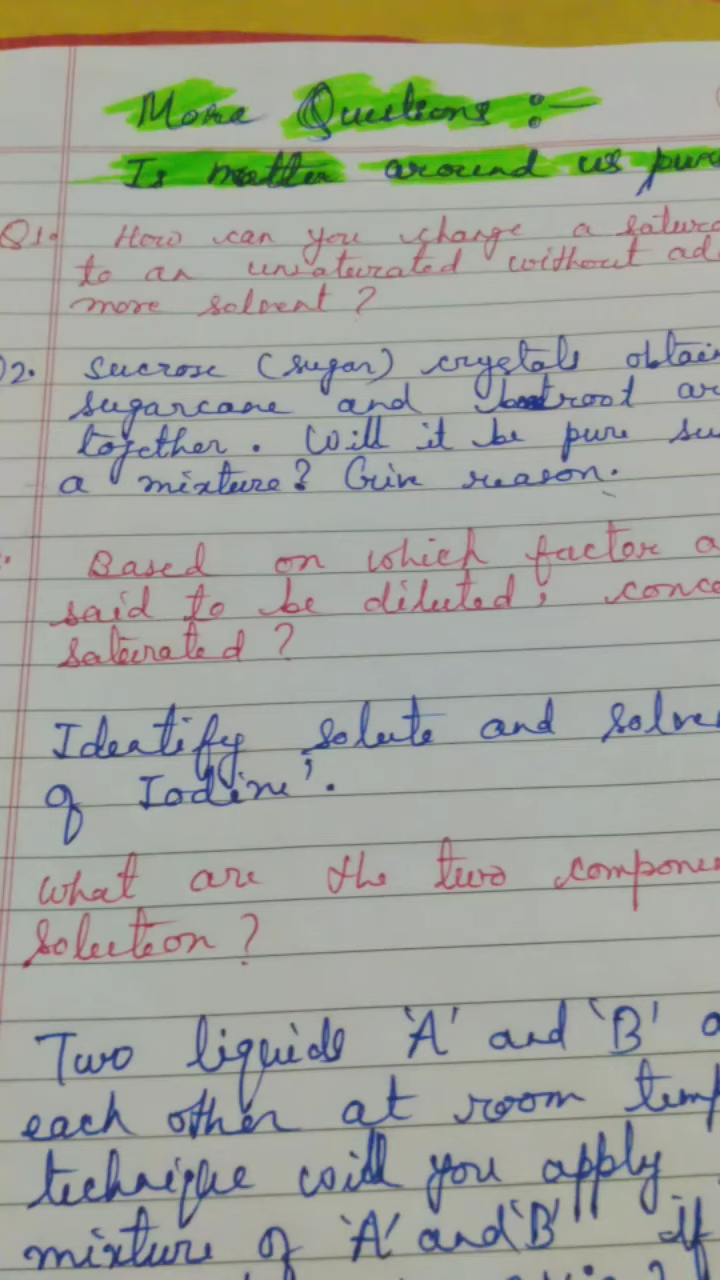 More Questions :-
Is matter around us pure
Q1. How can you change a satura
to an unsaturated without ad
more solvent ?
2. Sucrose (sugar) crystals obtain
sugarcane and beetroot ar
together. Will it be pure su
a mixture? Give reason.
Based on which factor a
said to be diluted, conce
saturated ?
Identify solute and solve
of Iodine'.
What are the two compone
solution ?
Two liquids 'A' and 'B' a
each other at room temp
technique will you apply
mixture of 'A' and 'B' if